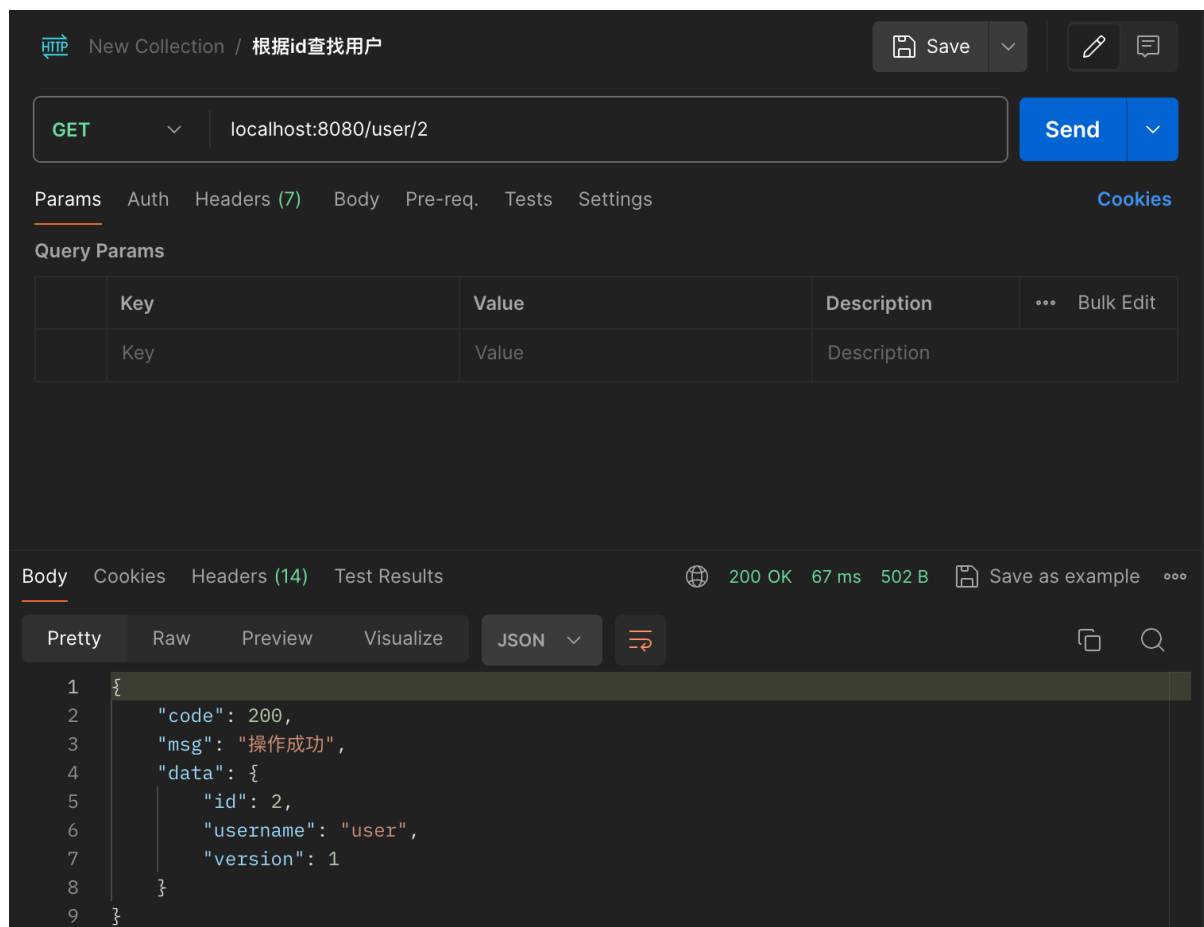 HTTP New Collection / 根据id查找用户 Save
GET localhost:8080/user/2 Send
Params Auth Headers (7) Body Pre-req. Tests Settings Cookies
Query Params
Key Value Description Bulk Edit
Key Value Description
Body Cookies Headers (14) Test Results 200 OK 67 ms 502 B Save as example
Pretty Raw Preview Visualize JSON
1 {
2 "code": 200,
3 "msg": "操作成功",
4 "data": {
5 "id": 2,
6 "username": "user",
7 "version": 1
8 }
9 }